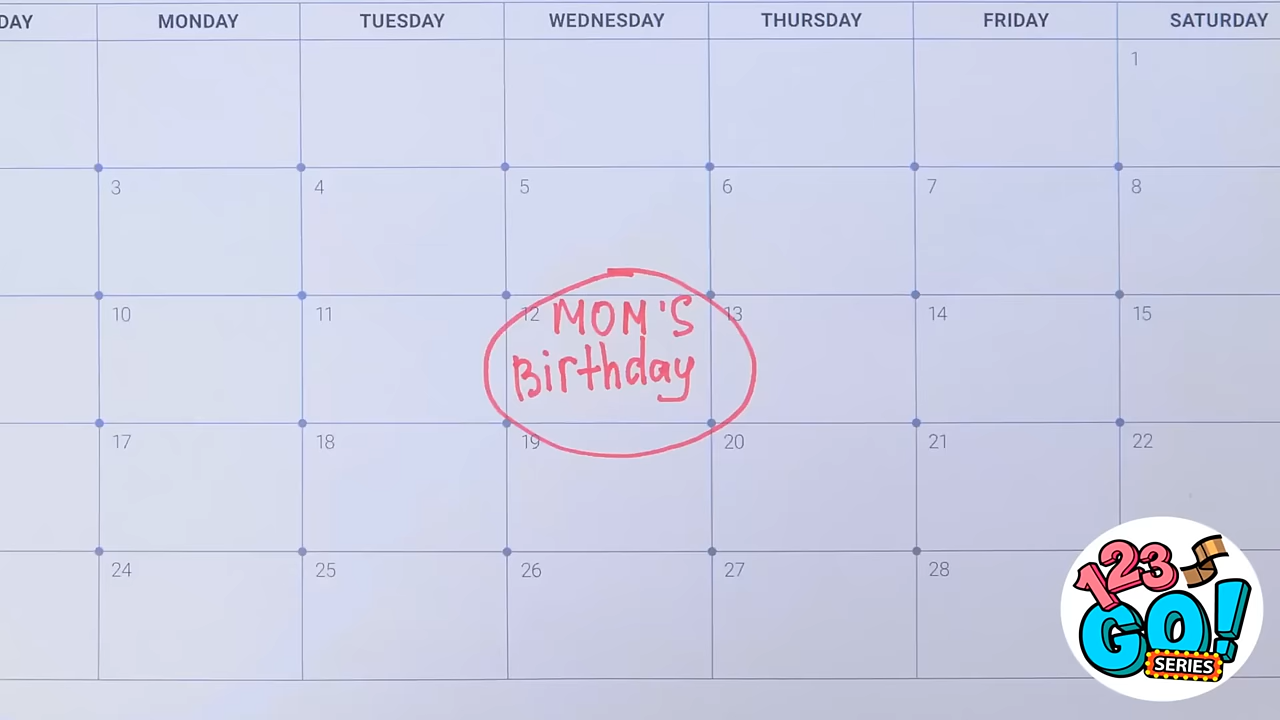 DAY MONDAY TUESDAY WEDNESDAY THURSDAY FRIDAY SATURDAY
1
3 4 5 6 7 8
10 11 12 13 14 15
MOM'S
Birthday
17 18 19 20 21 22
24 25 26 27 28
123
GO!
SERIES